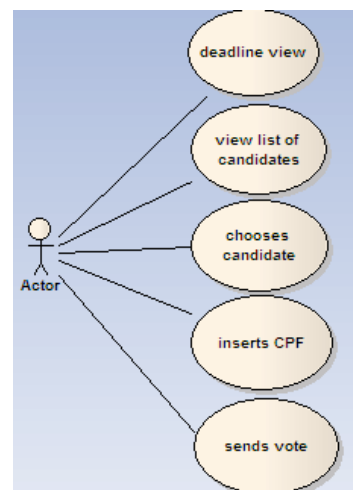 deadline view
view list of
candidates
chooses
candidate
Actor
inserts CPF
sends vote